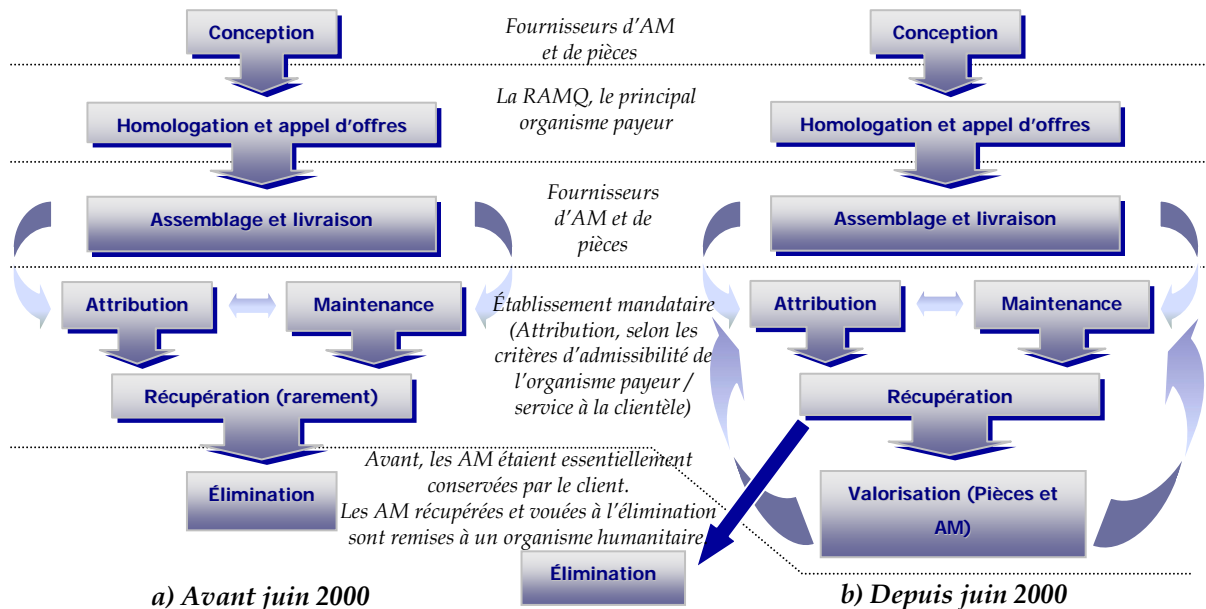 Conception
Fournisseurs d'AM
et de pièces
Conception
La RAMQ, le principal
organisme payeur
Homologation et appel d'offres
Homologation et appel d'offres
Fournisseurs
d'AM et de
pièces
Assemblage et livraison
Assemblage et livraison
Attribution
Maintenance
Établissement mandataire
(Attribution, selon les
critères d'admissibilité de
l'organisme payeur /
service à la clientèle)
Attribution
Maintenance
Récupération (rarement)
Récupération
Élimination
Avant, les AM étaient essentiellement
conservées par le client.
Les AM récupérées et vouées à l'élimination
sont remises à un organisme humanitaire.
Valorisation (Pièces et
AM)
Élimination
a) Avant juin 2000
b) Depuis juin 2000